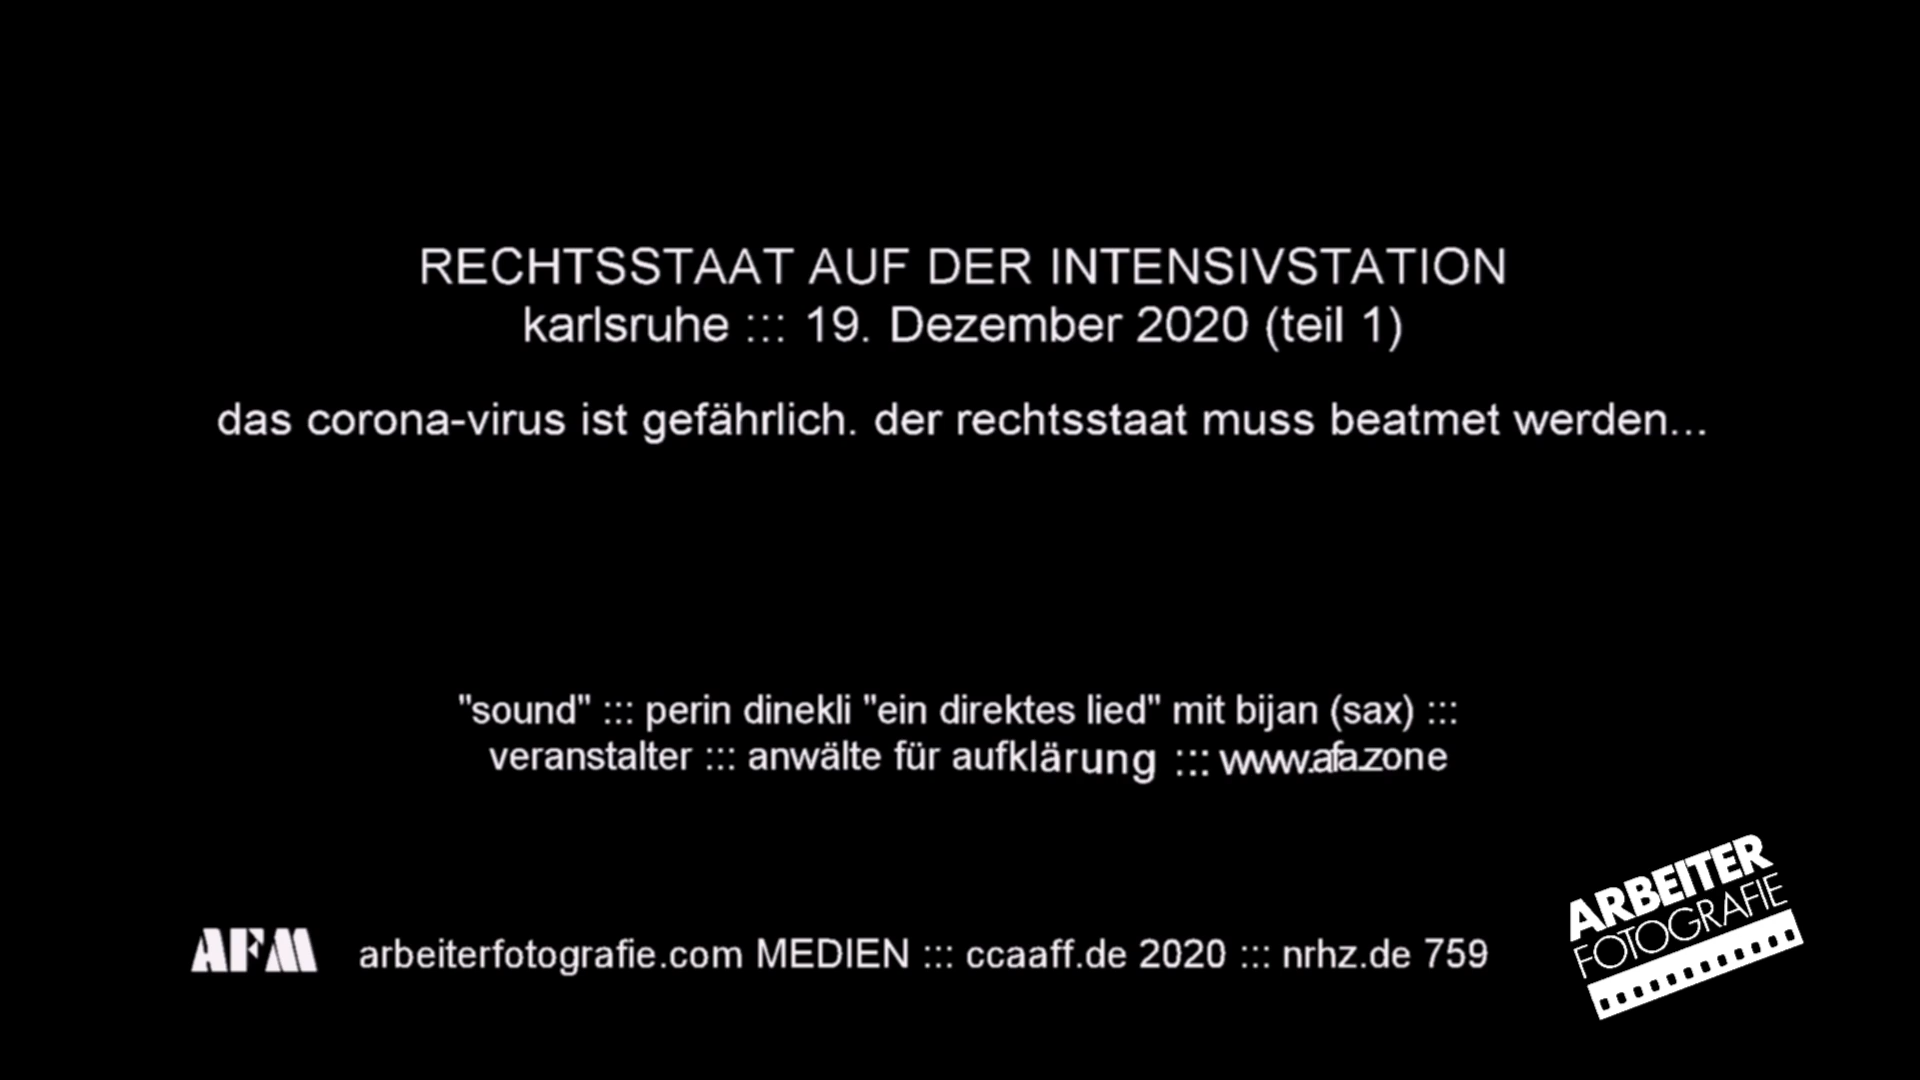 RECHTSSTAAT AUF DER INTENSIVSTATION
karlsruhe ::: 19. Dezember 2020 (teil 1)
das corona-virus ist gefährlich. der rechtsstaat muss beatmet werden...
"sound" ::: perin dinekli "ein direktes lied" mit bijan (sax) :::
veranstalter ::: anwälte für aufklärung ::: www.afa.zone
ARBEITER
FOTOGRAFIE
AFM arbeiterfotografie.com MEDIEN ::: ccaaff.de 2020 ::: nrhz.de 759